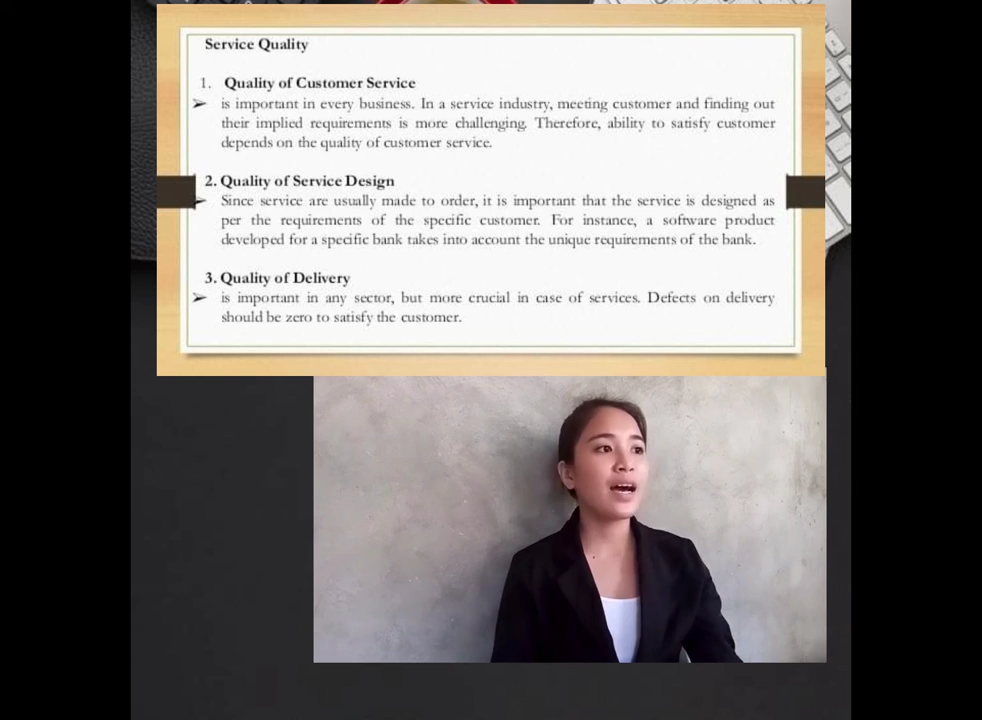 Service Quality
1. Quality of Customer Service
➢ is important in every business. In a service industry, meeting customer and finding out
their implied requirements is more challenging. Therefore, ability to satisfy customer
depends on the quality of customer service.
2. Quality of Service Design
➢ Since service are usually made to order, it is important that the service is designed as
per the requirements of the specific customer. For instance, a software product
developed for a specific bank takes into account the unique requirements of the bank.
3. Quality of Delivery
➢ is important in any sector, but more crucial in case of services. Defects on delivery
should be zero to satisfy the customer.